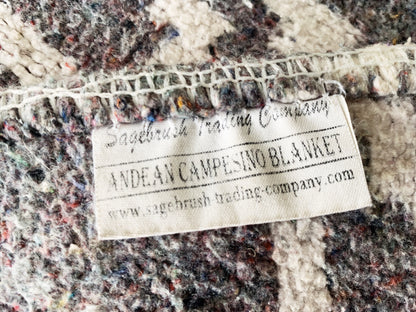 Sagebrush Trading Company
ANDEAN CAMPESINO BLANKET
www.sagebrush-trading-company.com